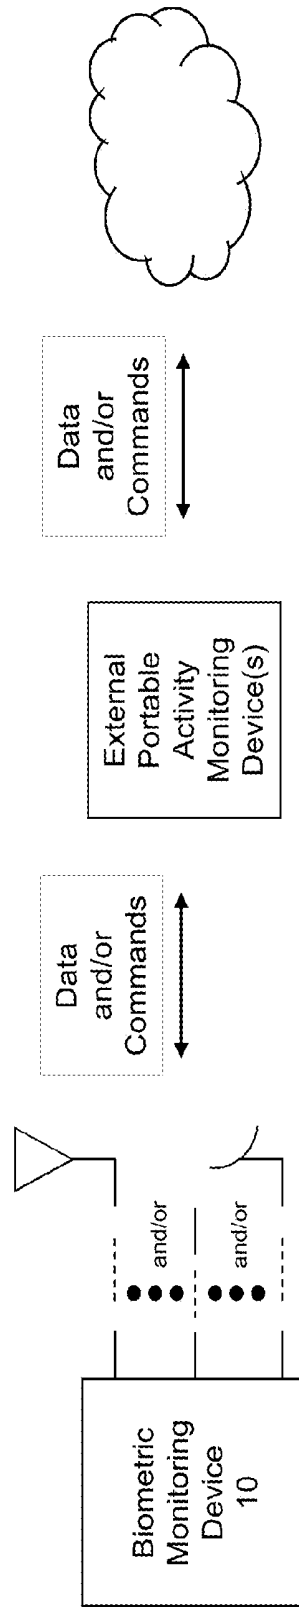 Biometric
Monitoring
Device
10
and/or
and/or
Data
and/or
Commands
External
Portable
Activity
Monitoring
Device(s)
Data
and/or
Commands